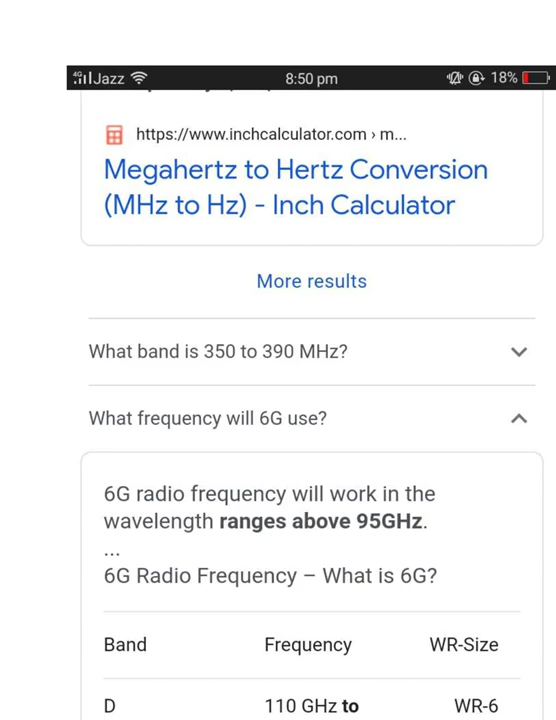 4G Jazz 8:50 pm 18%
https://www.inchcalculator.com › m...
Megahertz to Hertz Conversion
(MHz to Hz) - Inch Calculator
More results
What band is 350 to 390 MHz?
What frequency will 6G use?
6G radio frequency will work in the
wavelength ranges above 95GHz.
...
6G Radio Frequency – What is 6G?
Band Frequency WR-Size
D 110 GHz to WR-6